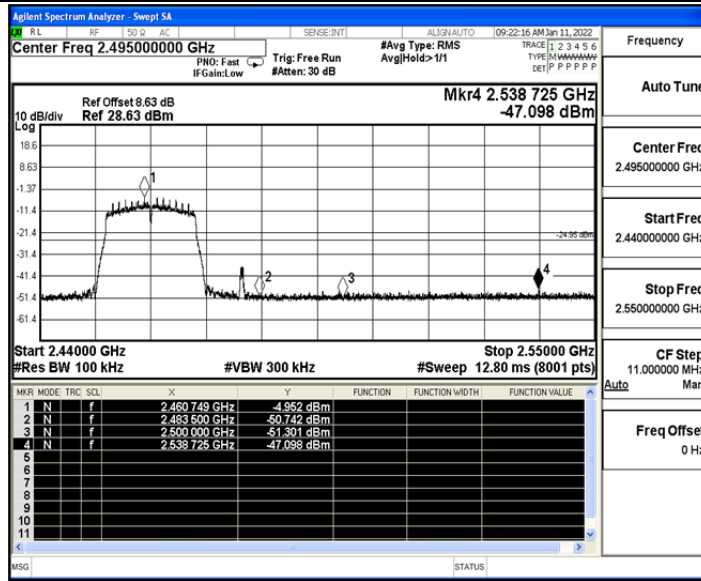 Agilent Spectrum Analyzer - Swept SA
LXI RL RF 50 Ω AC SENSE:INT ALIGN AUTO 09:22:16 AM Jan 11, 2022
Center Freq 2.495000000 GHz
#Avg Type: RMS
Avg|Hold:>1/1
TRACE 1 2 3 4 5 6
TYPE M W W W W W
DET P P P P P P
PNO: Fast
IFGain:Low
Trig: Free Run
#Atten: 30 dB
Mkr4 2.538 725 GHz
-47.098 dBm
Ref Offset 8.63 dB
10 dB/div Ref 28.63 dBm
Log
18.6
8.63
-1.37
-11.4
-21.4
-31.4
-41.4
-51.4
-61.4
1
2
3
4
-24.95 dBm
Start 2.44000 GHz Stop 2.55000 GHz
#Res BW 100 kHz #VBW 300 kHz #Sweep 12.80 ms (8001 pts)
MKR MODE TRC SCL X Y FUNCTION FUNCTION WIDTH FUNCTION VALUE
1 N f 2.460 749 GHz -4.952 dBm
2 N f 2.483 500 GHz -50.742 dBm
3 N f 2.500 000 GHz -51.301 dBm
4 N f 2.538 725 GHz -47.098 dBm
5
6
7
8
9
10
11
MSG STATUS
Frequency
Auto Tune
Center Freq
2.495000000 GHz
Start Freq
2.440000000 GHz
Stop Freq
2.550000000 GHz
CF Step
11.000000 MHz
Auto Man
Freq Offset
0 Hz